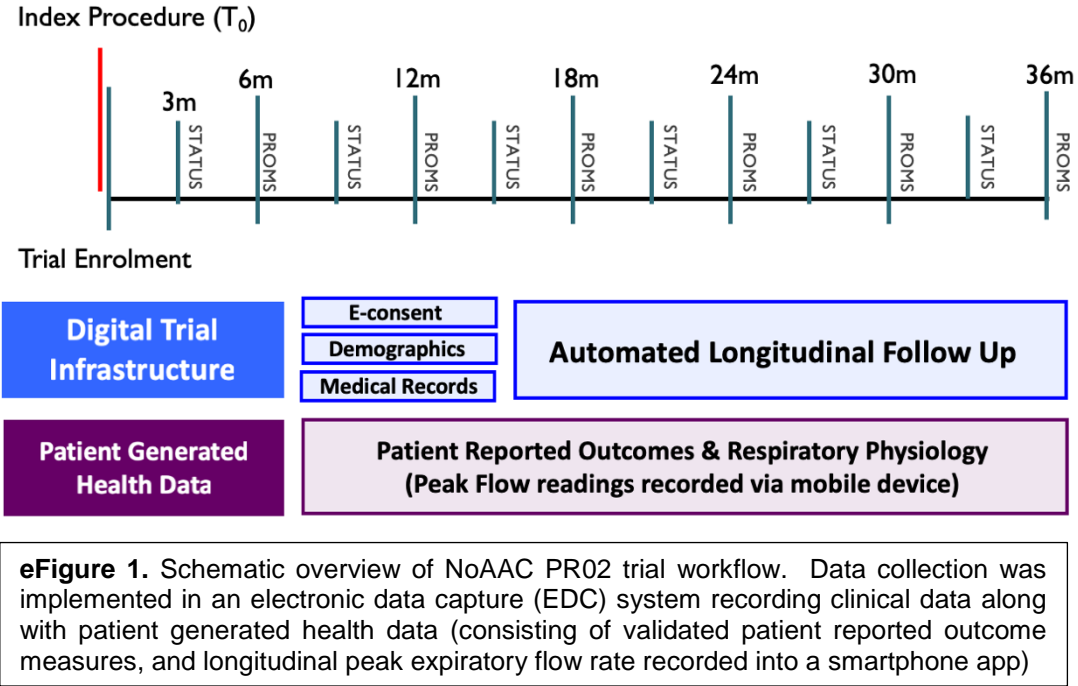 Index Procedure (T0)
3m
6m
12m
18m
24m
30m
36m
STATUS
PROMS
STATUS
PROMS
STATUS
PROMS
STATUS
PROMS
STATUS
PROMS
STATUS
PROMS
Trial Enrolment
Digital Trial
Infrastructure
E-consent
Demographics
Medical Records
Automated Longitudinal Follow Up
Patient Generated
Health Data
Patient Reported Outcomes & Respiratory Physiology
(Peak Flow readings recorded via mobile device)
eFigure 1. Schematic overview of NoAAC PR02 trial workflow. Data collection was
implemented in an electronic data capture (EDC) system recording clinical data along
with patient generated health data (consisting of validated patient reported outcome
measures, and longitudinal peak expiratory flow rate recorded into a smartphone app)